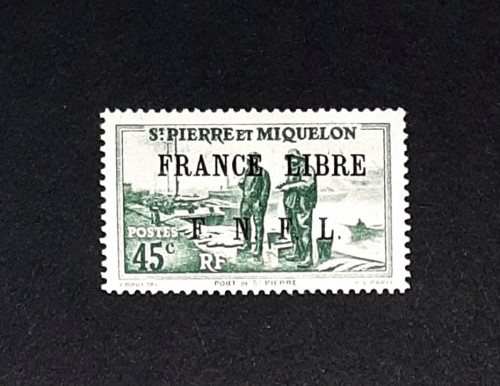 St PIERRE ET MIQUELON
FRANCE LIBRE
F. N. F. L.
POSTES
45c
RF
PORT DE St PIERRE